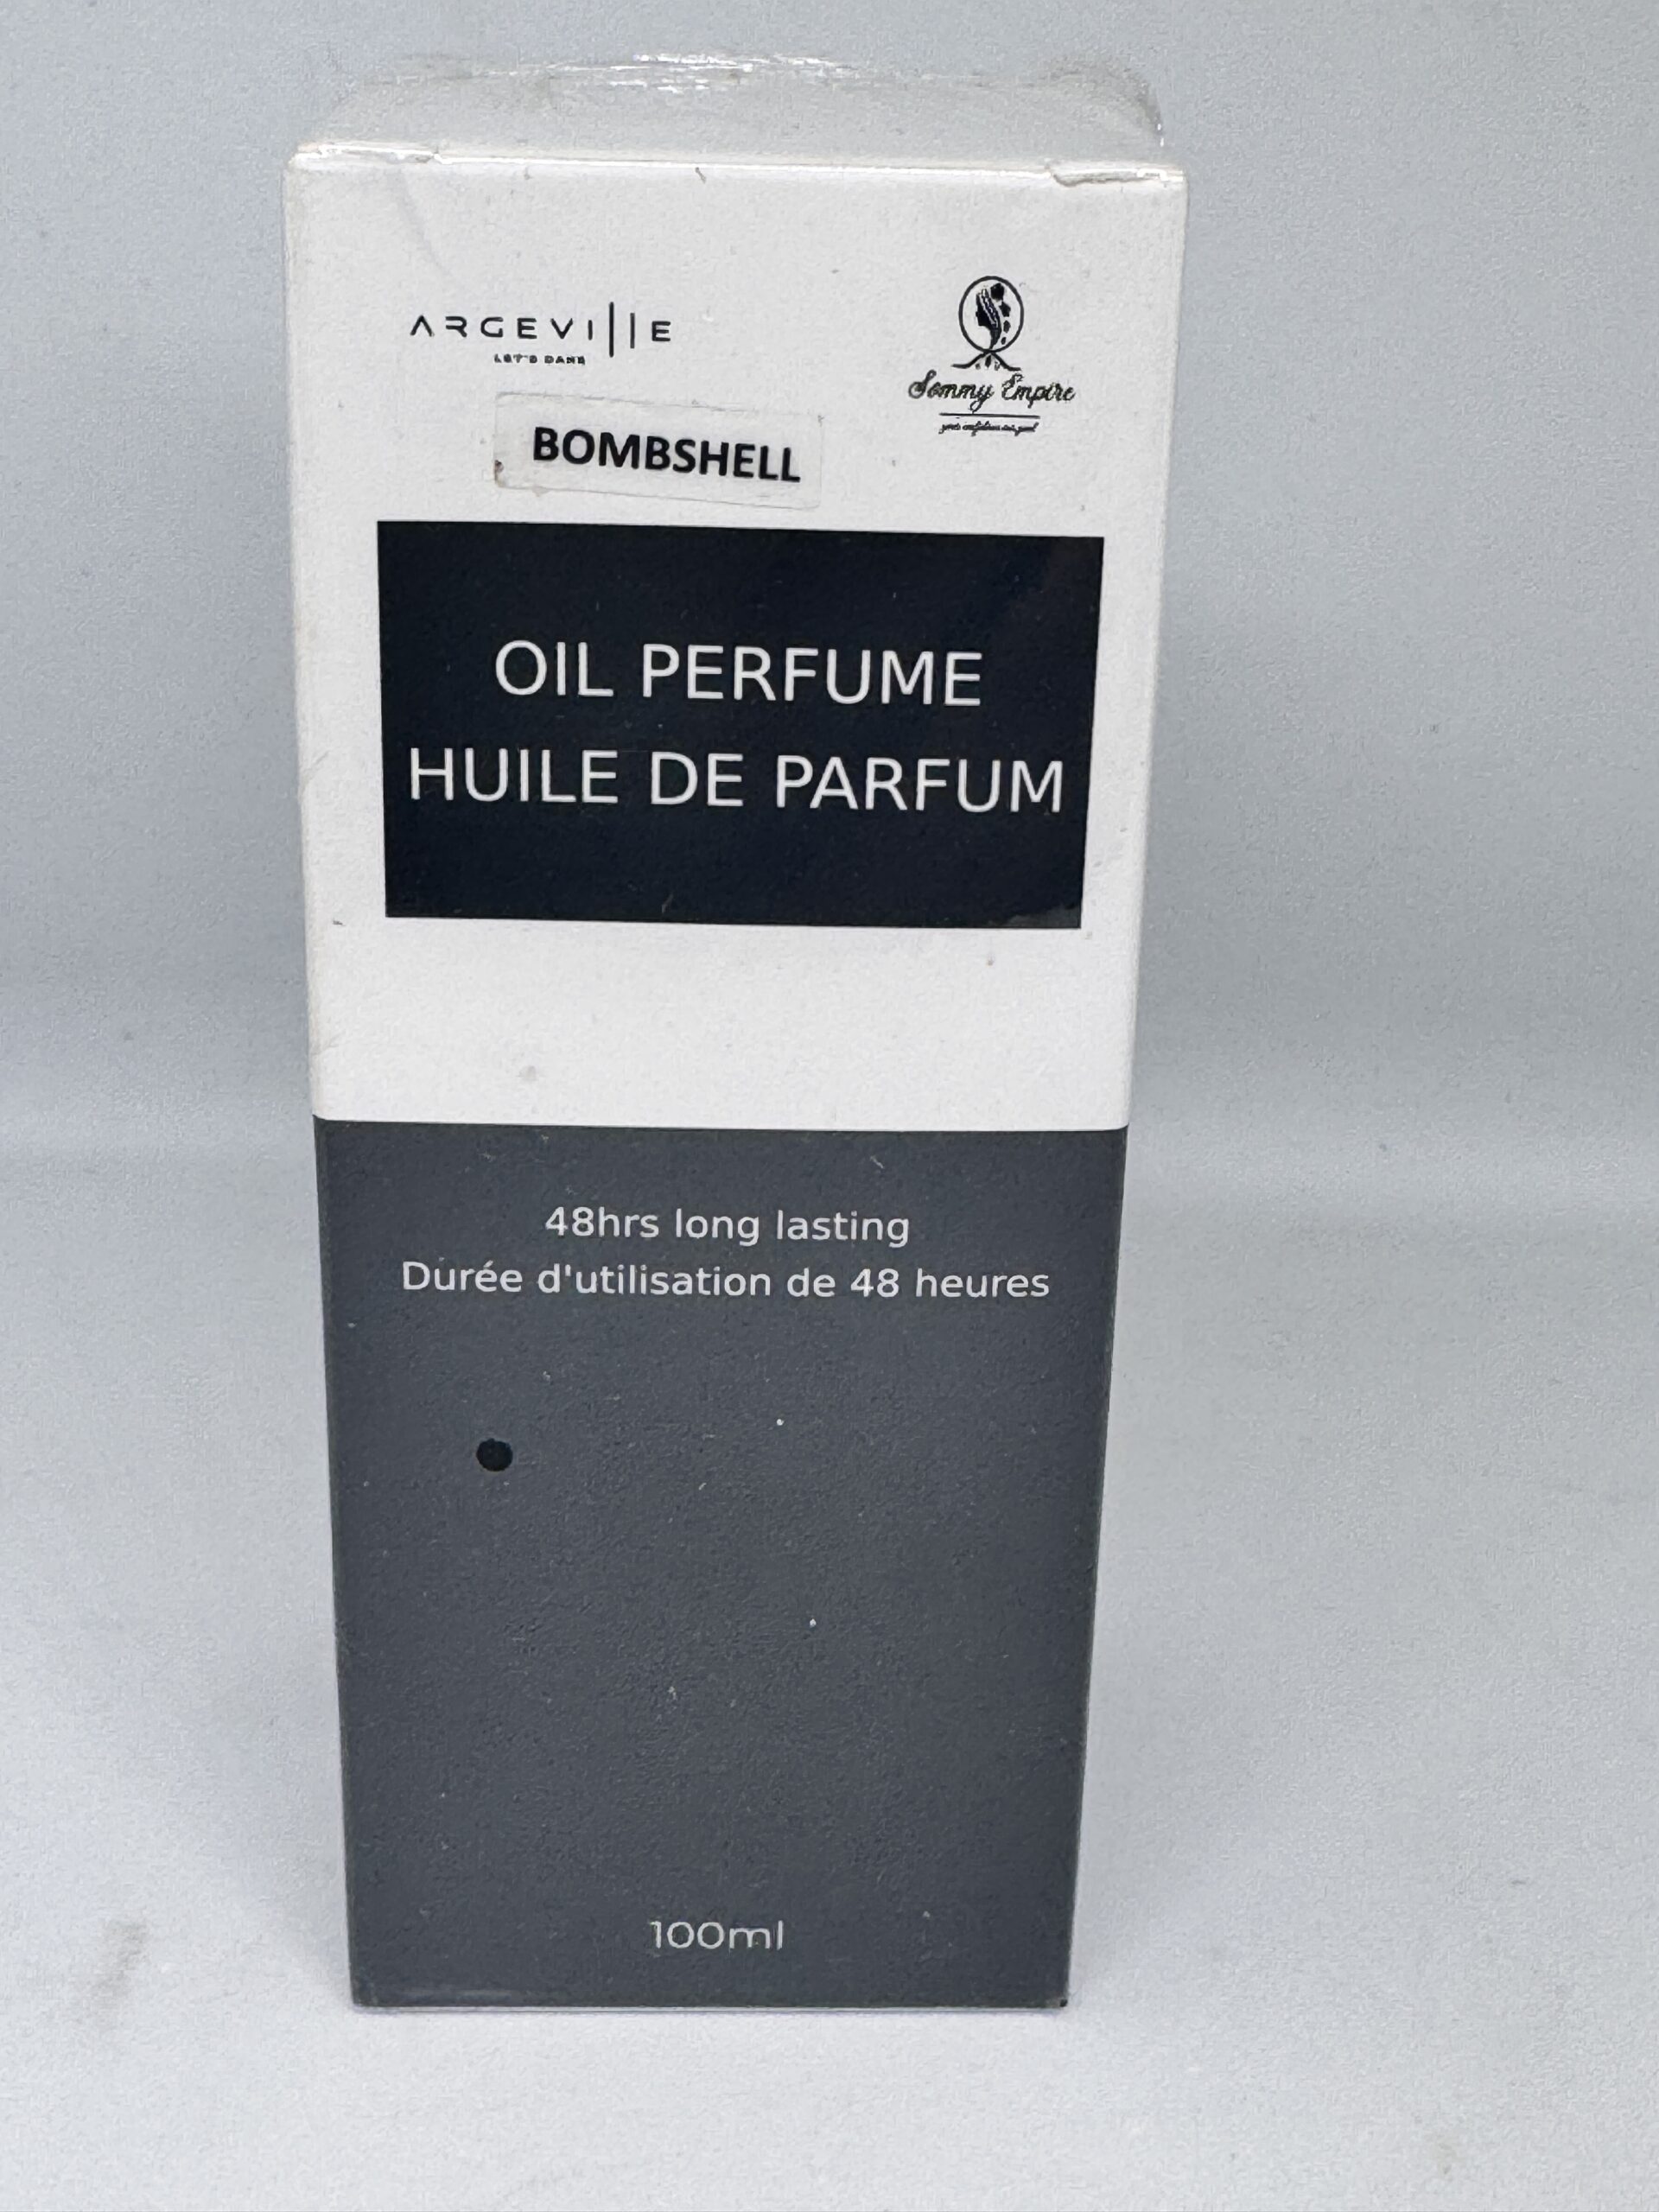 ARGEVILLE
Sommy Empire
BOMBSHELL
OIL PERFUME
HUILE DE PARFUM
48hrs long lasting
Durée d'utilisation de 48 heures
100ml